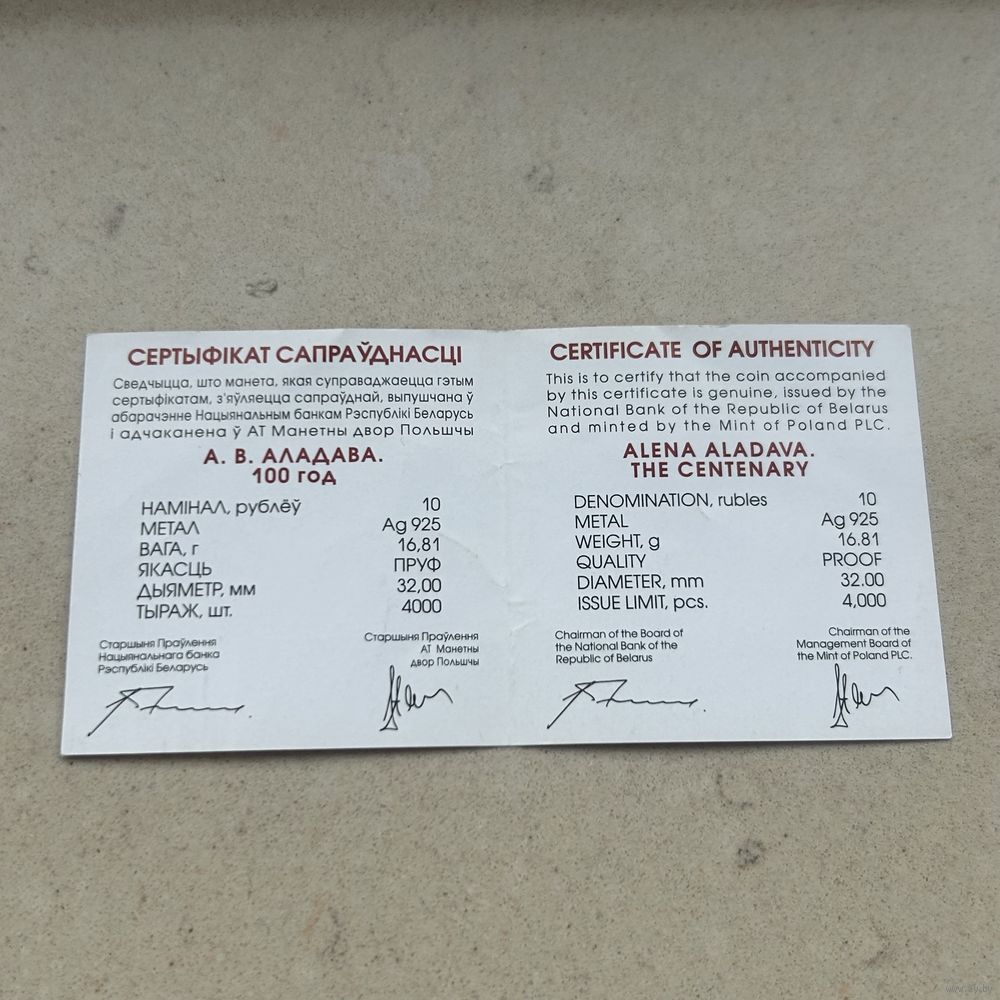 СЕРТЫФІКАТ САПРАЎДНАСЦІ
Сведчыцца, што манета, якая суправаджаецца гэтым
сертыфікатам, з'яўляецца сапраўднай, выпушчана ў
абарачэнне Нацыянальным банкам Рэспублікі Беларусь
і адчаканена ў АТ Манетны двор Польшчы
А. В. АЛАДАВА.
100 год
НАМІНАЛ, рублёў 10
МЕТАЛ Ag 925
ВАГА, г 16,81
ЯКАСЦЬ ПРУФ
ДЫЯМЕТР, мм 32,00
ТЫРАЖ, шт. 4000
Старшыня Праўлення
Нацыянальнага банка
Рэспублікі Беларусь
Старшыня Праўлення
АТ Манетны
двор Польшчы
CERTIFICATE OF AUTHENTICITY
This is to certify that the coin accompanied
by this certificate is genuine, issued by the
National Bank of the Republic of Belarus
and minted by the Mint of Poland PLC.
ALENA ALADAVA.
THE CENTENARY
DENOMINATION, rubles 10
METAL Ag 925
WEIGHT, g 16.81
QUALITY PROOF
DIAMETER, mm 32.00
ISSUE LIMIT, pcs. 4,000
Chairman of the Board of
the National Bank of the
Republic of Belarus
Chairman of the
Management Board of
the Mint of Poland PLC.